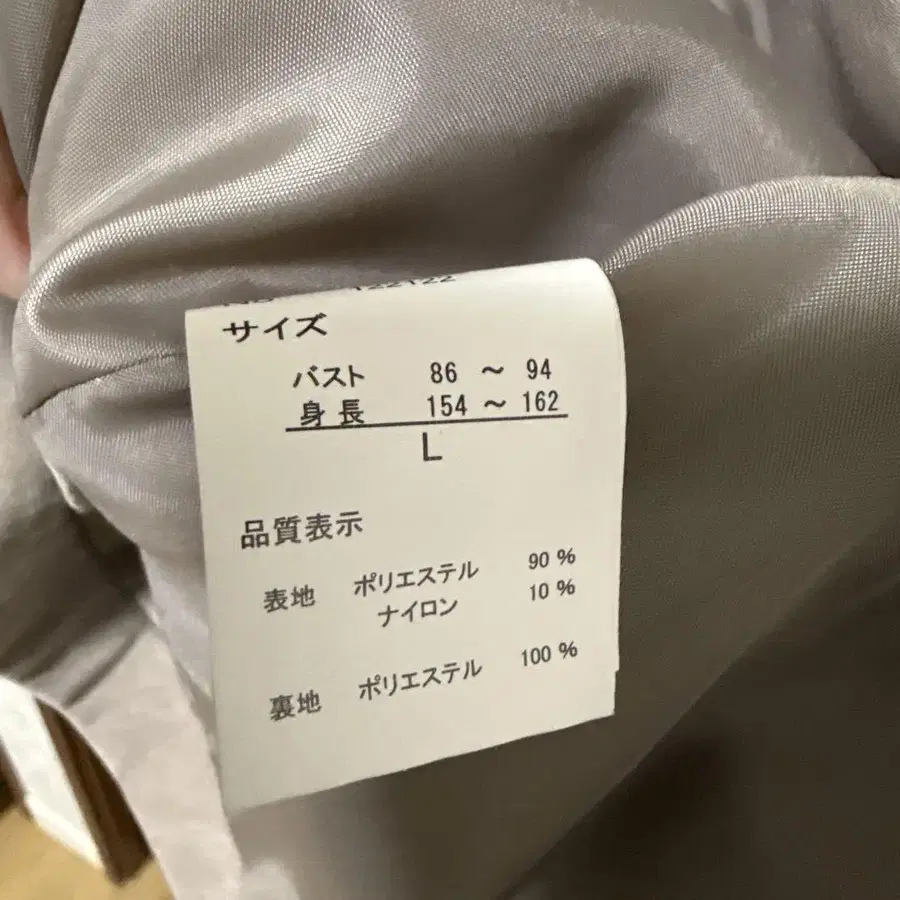 122122
サイズ
バスト 86 ～ 94
身長 154 ～ 162
L
品質表示
表地 ポリエステル 90 %
ナイロン 10 %
裏地 ポリエステル 100 %